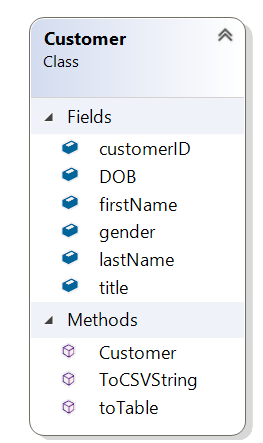 Customer
Class
Fields
customerID
DOB
firstName
gender
lastName
title
Methods
Customer
ToCSVString
toTable